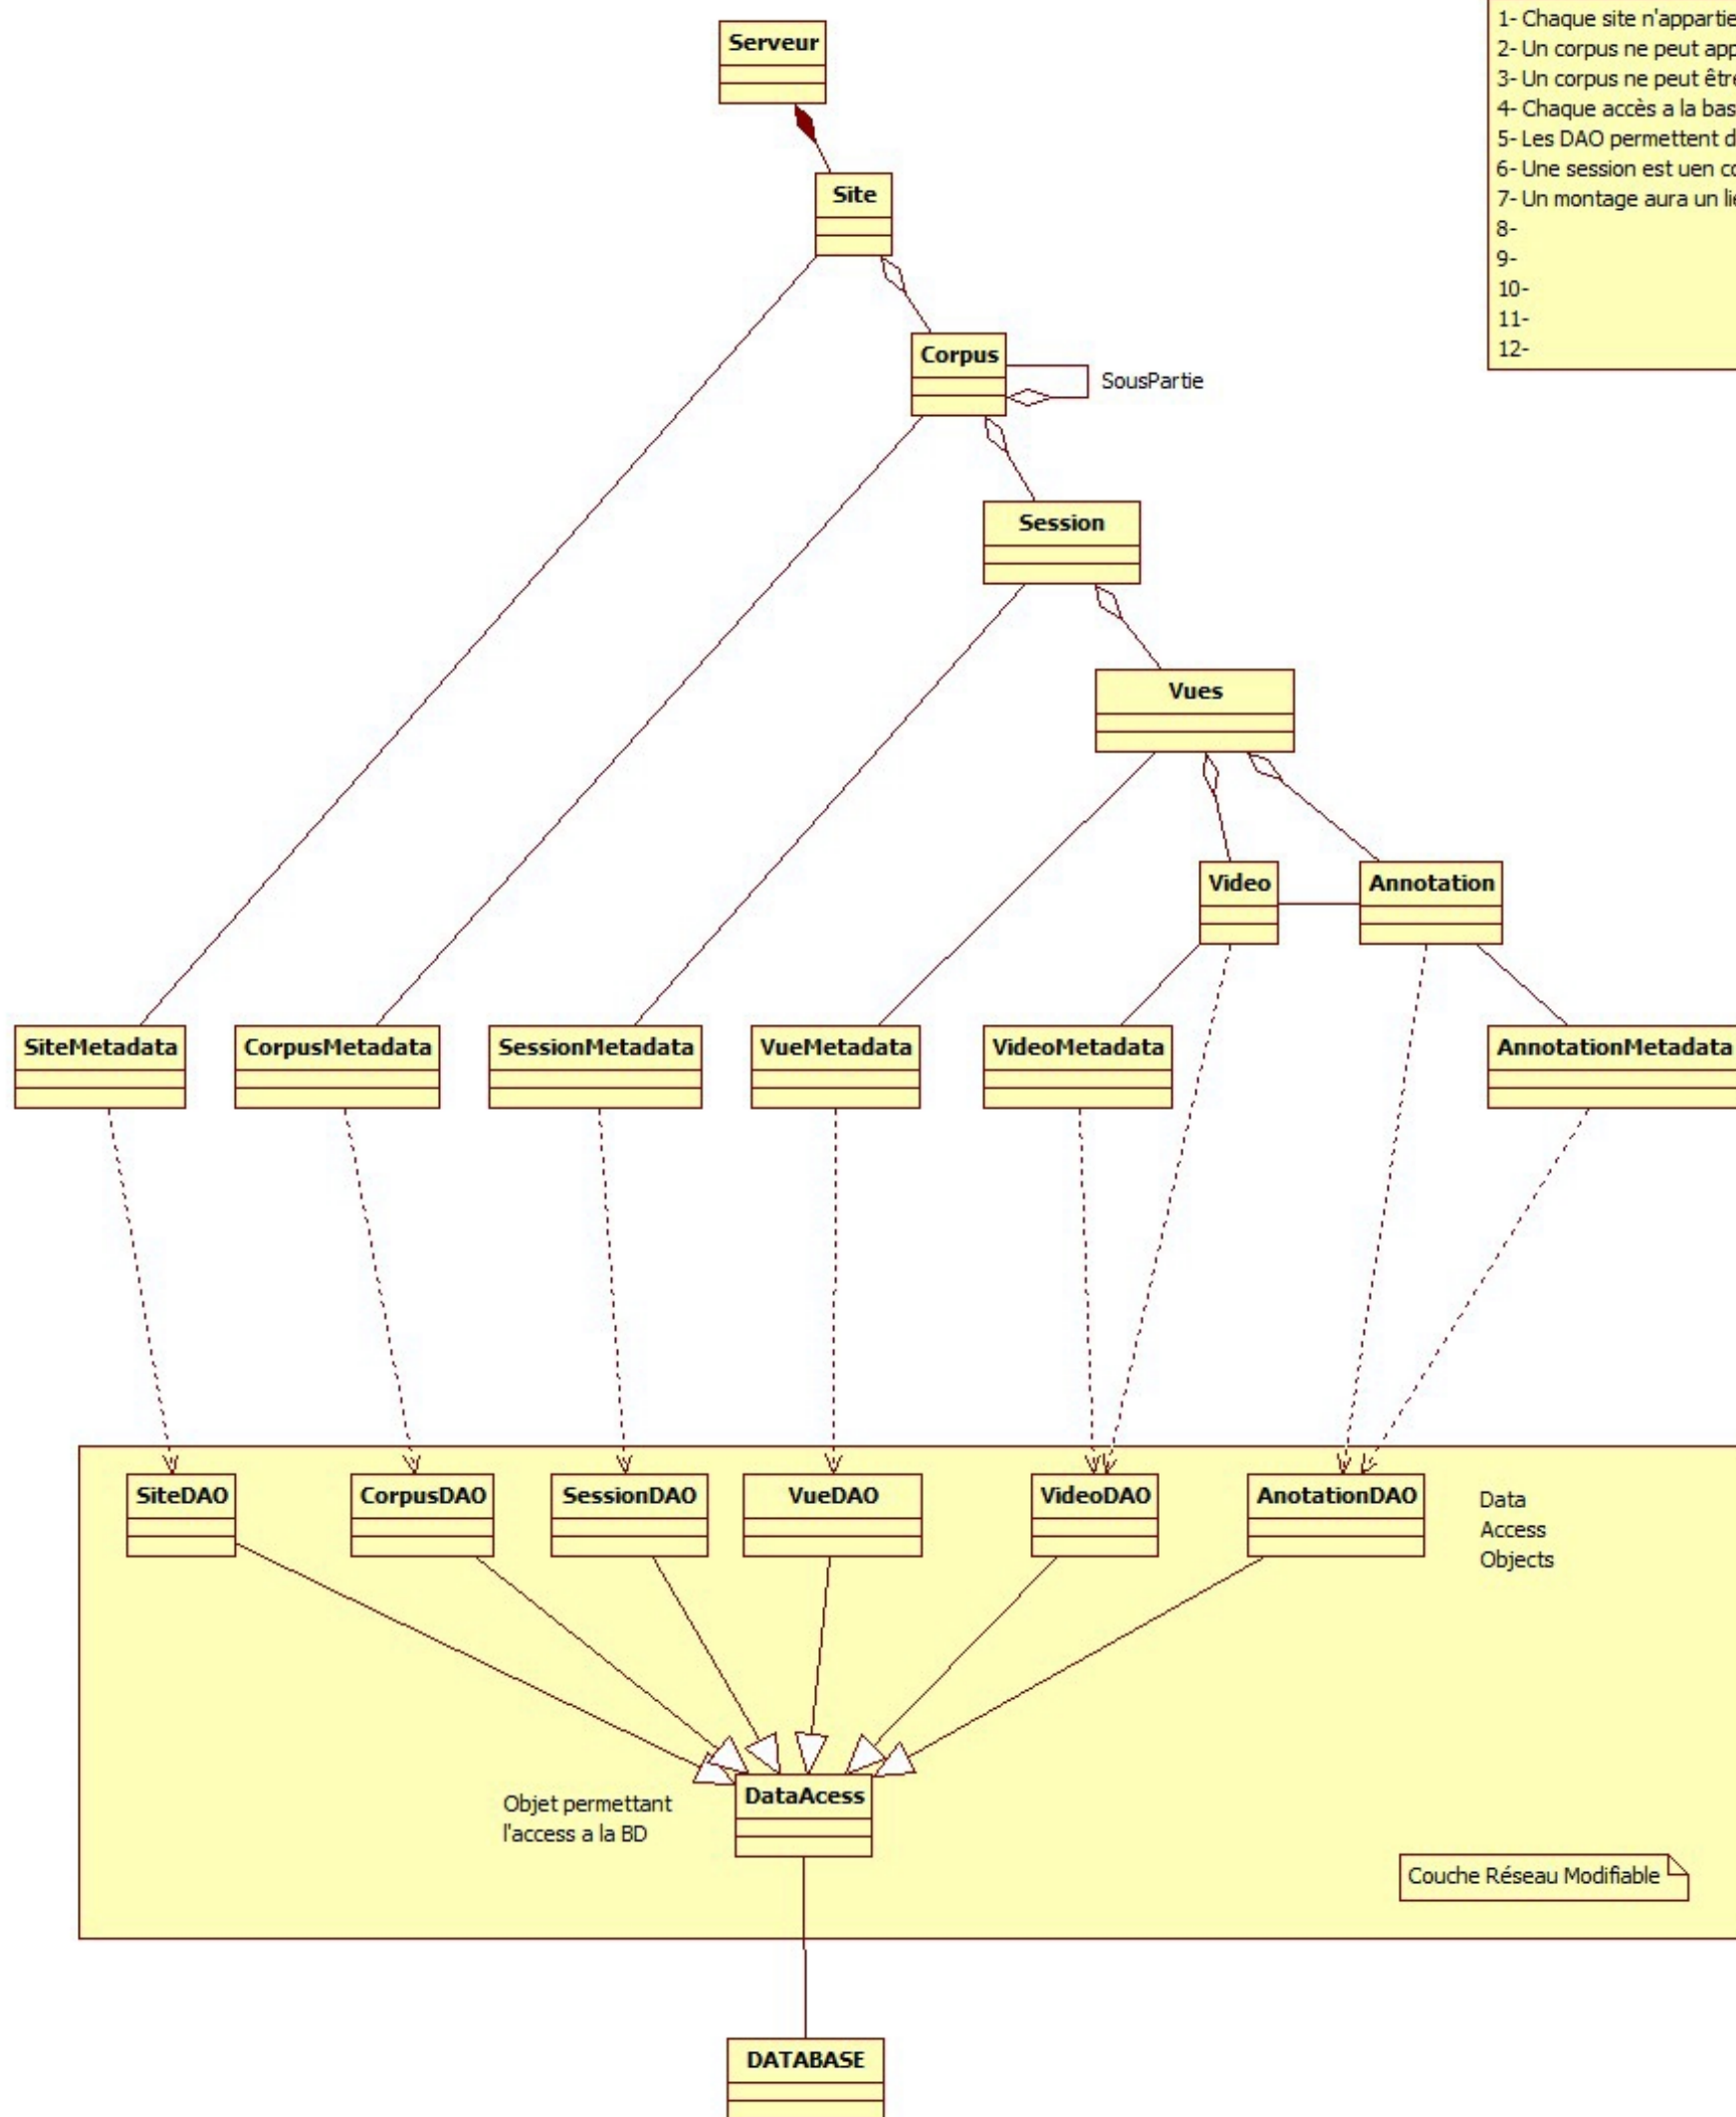 1- Chaque site n'appartie
2- Un corpus ne peut app
3- Un corpus ne peut être
4- Chaque accès a la bas
5- Les DAO permettent d
6- Une session est uen co
7- Un montage aura un lie
8-
9-
10-
11-
12-
Serveur
Site
Corpus
SousPartie
Session
Vues
Video
Annotation
SiteMetadata
CorpusMetadata
SessionMetadata
VueMetadata
VideoMetadata
AnnotationMetadata
SiteDAO
CorpusDAO
SessionDAO
VueDAO
VideoDAO
AnotationDAO
Data
Access
Objects
DataAcess
Objet permettant
l'access a la BD
Couche Réseau Modifiable
DATABASE